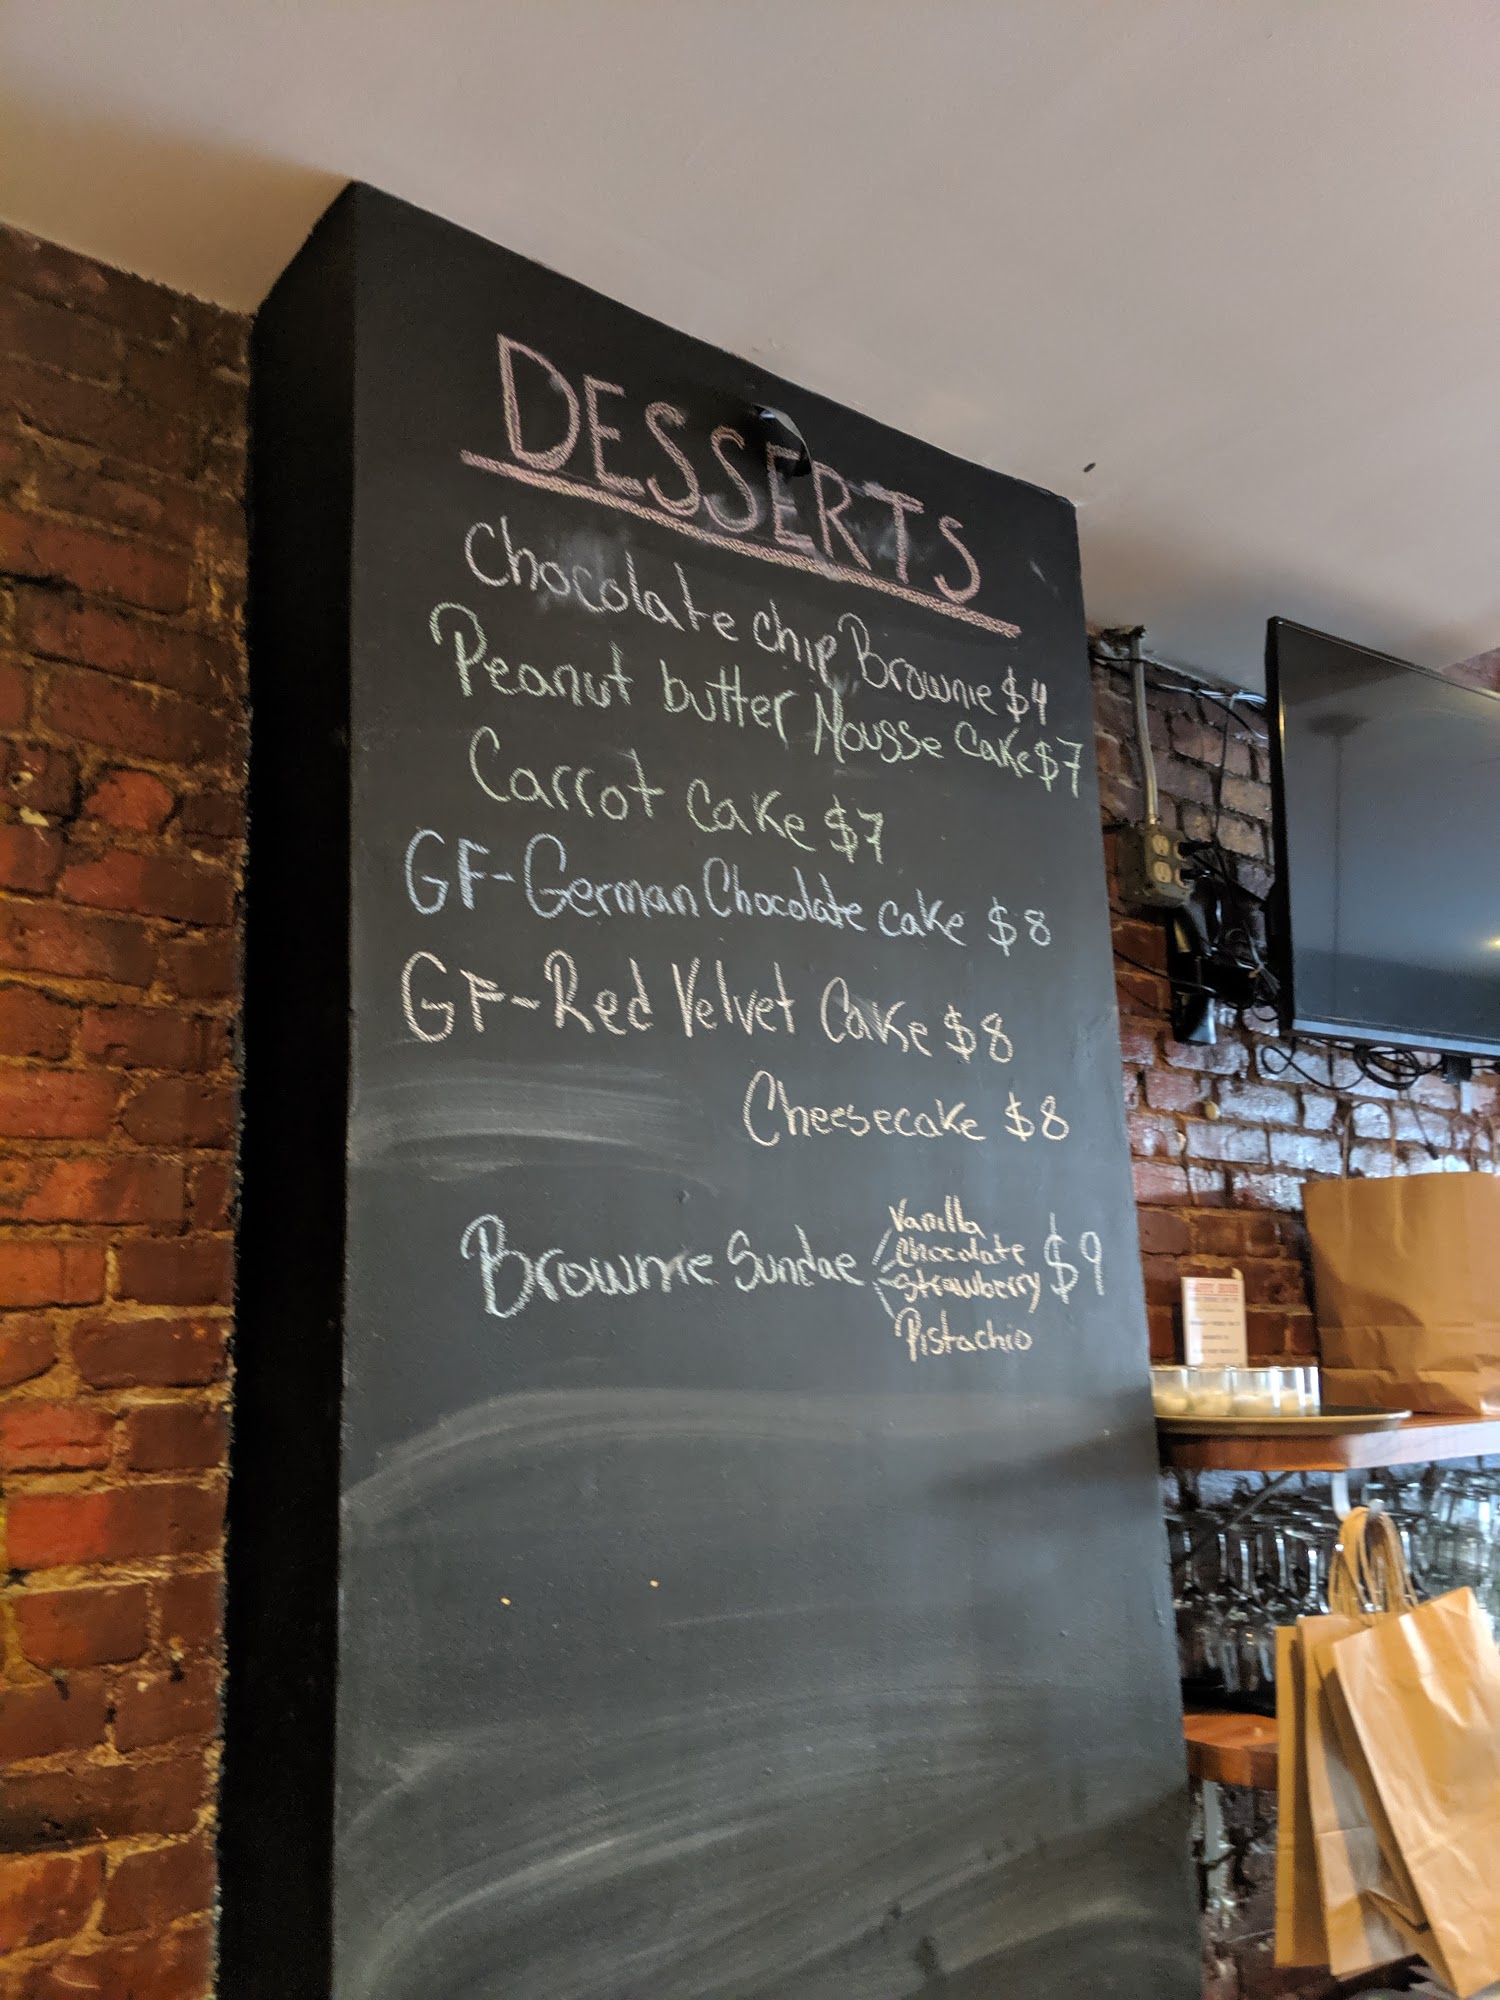 DESSERTS
Chocolate chip Brownie $4
Peanut butter Mousse Cake $7
Carrot Cake $7
GF-German Chocolate Cake $8
GF-Red Velvet Cake $8
Cheesecake $8
Brownie Sundae $9
Vanilla
Chocolate
Strawberry
Pistachio